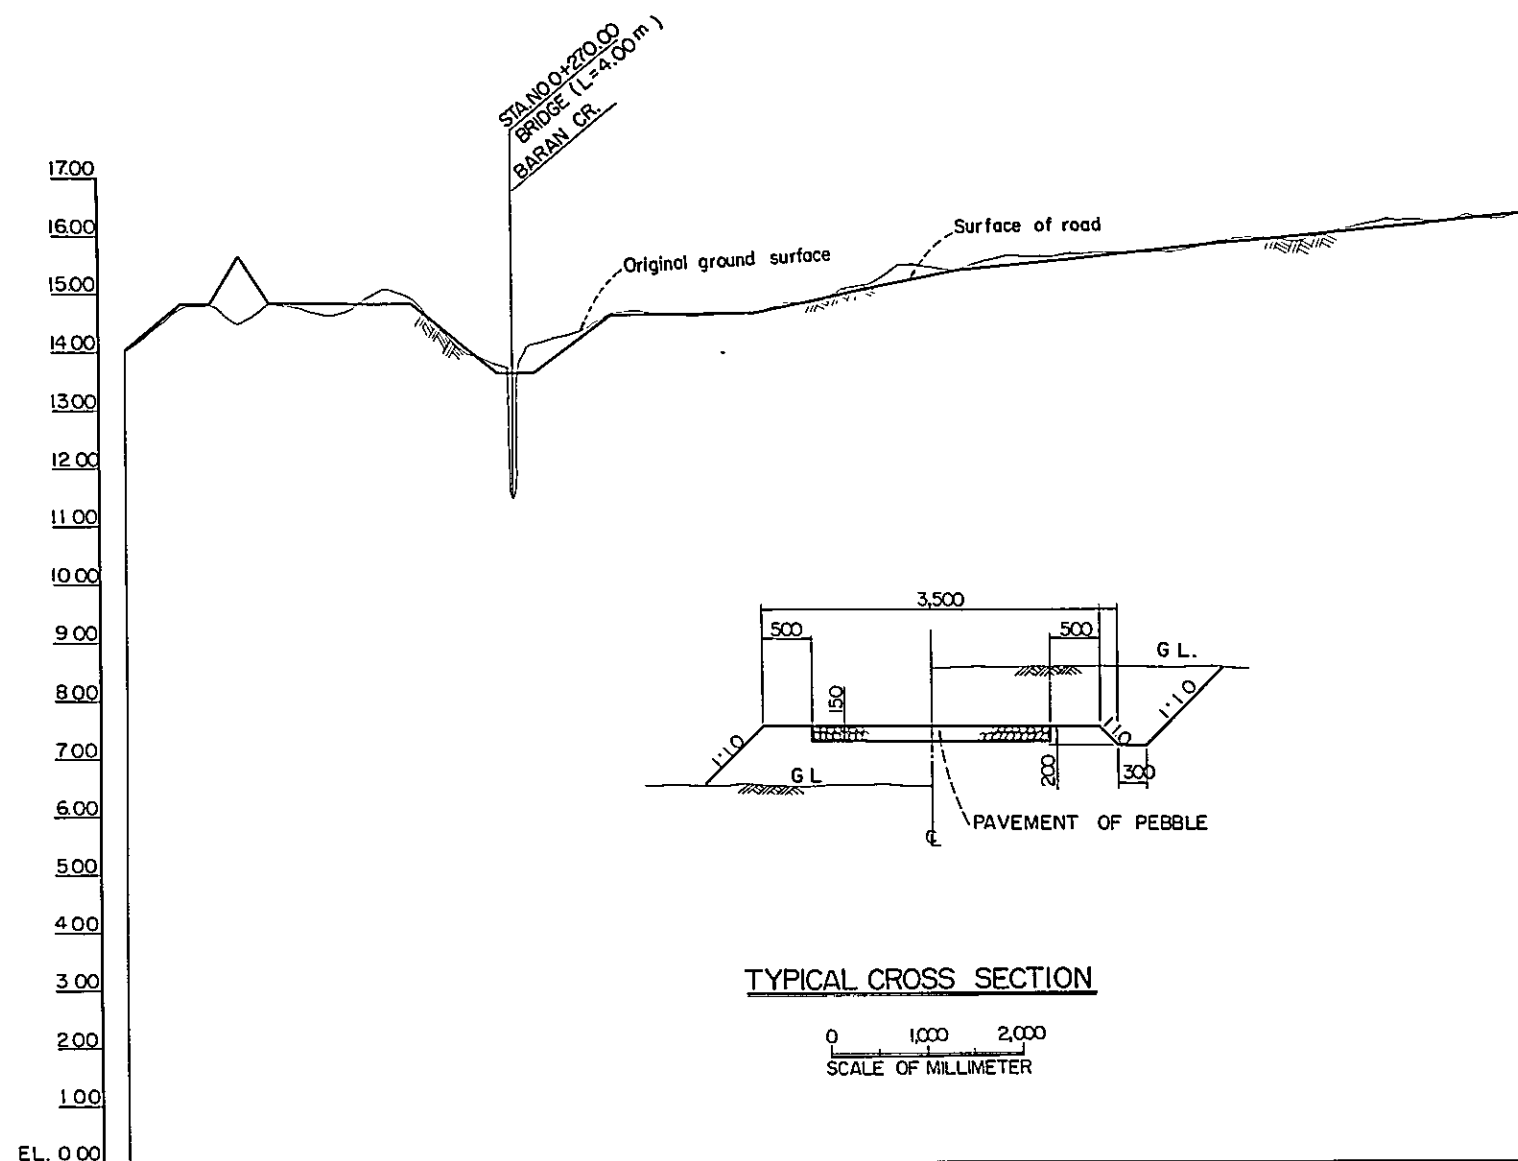 STA.NO 0+270.00
BRIDGE (L=4.00m)
BARAN CR.
17.00
16.00
15.00
14.00
13.00
12.00
11.00
10.00
9.00
8.00
7.00
6.00
5.00
4.00
3.00
2.00
1.00
EL. 0.00
Original ground surface
Surface of road
3,500
500
500
G L.
150
1:1.0
1:1.0
1:1.0
200
300
G L
PAVEMENT OF PEBBLE
℄
TYPICAL CROSS SECTION
0 1,000 2,000
SCALE OF MILLIMETER